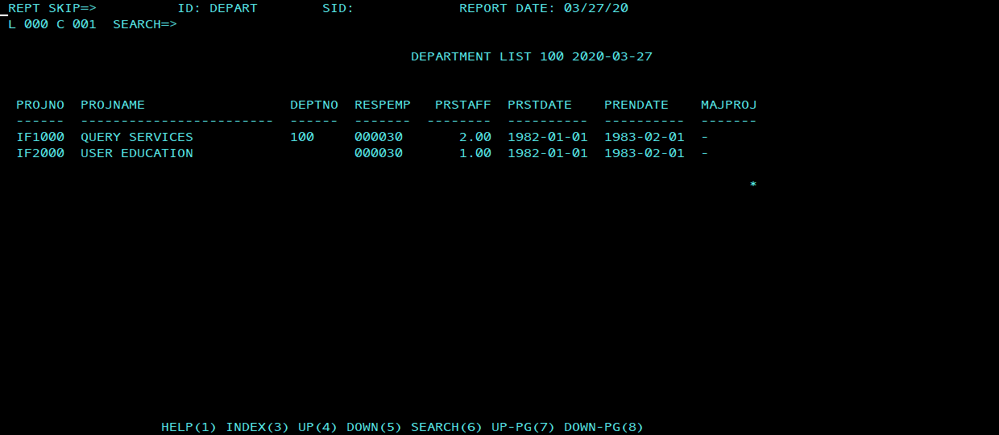 REPT SKIP=>          ID: DEPART        SID:             REPORT DATE: 03/27/20
L 000 C 001  SEARCH=>
DEPARTMENT LIST 100 2020-03-27
PROJNO  PROJNAME                  DEPTNO  RESPEMP   PRSTAFF  PRSTDATE    PRENDATE    MAJPROJ
------  ------------------------  ------  -------  --------  ----------  ----------  -------
IF1000  QUERY SERVICES            100     000030       2.00  1982-01-01  1983-02-01  -
IF2000  USER EDUCATION                    000030       1.00  1982-01-01  1983-02-01  -
*
HELP(1) INDEX(3) UP(4) DOWN(5) SEARCH(6) UP-PG(7) DOWN-PG(8)